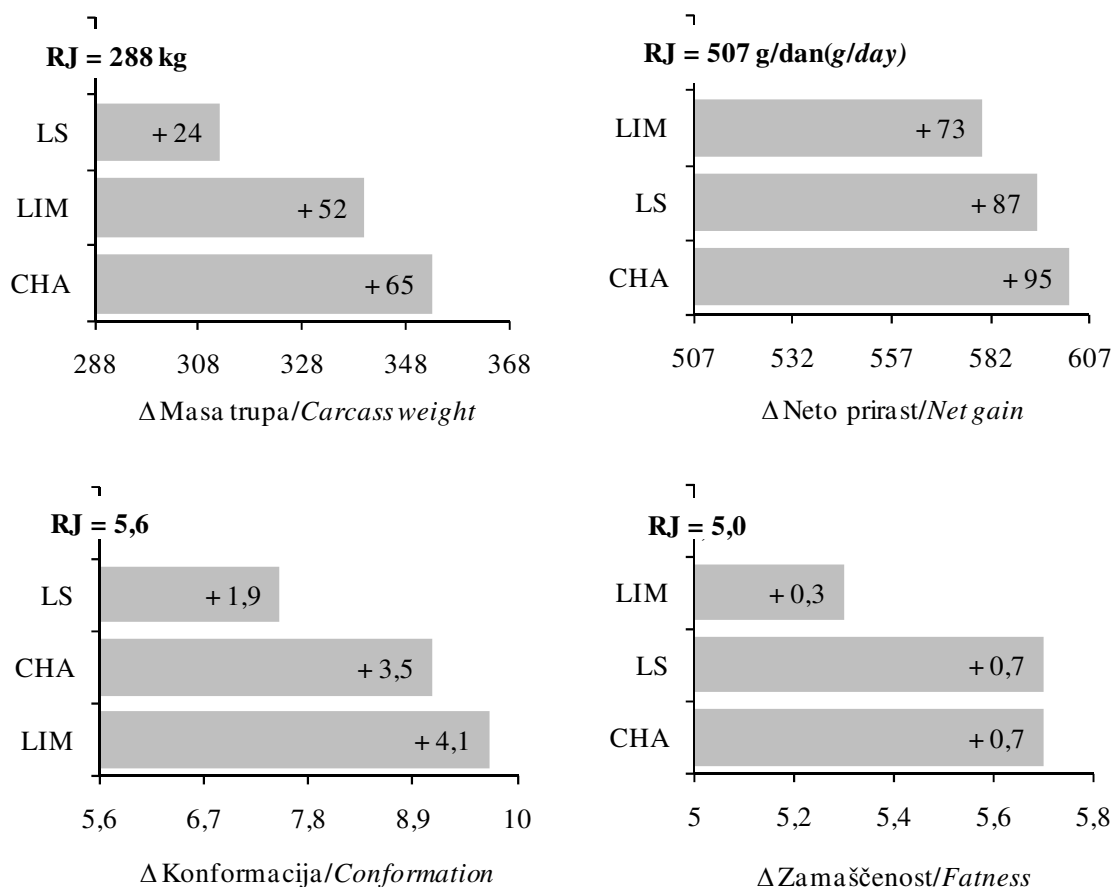 RJ = 288 kg
LS
+ 24
LIM
+ 52
CHA
+ 65
288 308 328 348 368
Δ Masa trupa/Carcass weight
RJ = 507 g/dan(g/day)
LIM
+ 73
LS
+ 87
CHA
+ 95
507 532 557 582 607
Δ Neto prirast/Net gain
RJ = 5,6
LS
+ 1,9
CHA
+ 3,5
LIM
+ 4,1
5,6 6,7 7,8 8,9 10
Δ Konformacija/Conformation
RJ = 5,0
LIM
+ 0,3
LS
+ 0,7
CHA
+ 0,7
5 5,2 5,4 5,6 5,8
Δ Zamaščenost/Fatness